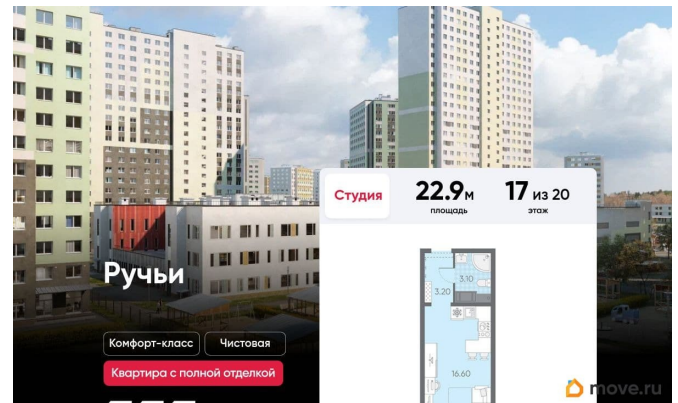 Студия
22.9м
площадь
17 из 20
этаж
Ручьи
3.10
3.20
Комфорт-класс
Чистовая
Квартира с полной отделкой
16.60
move.ru